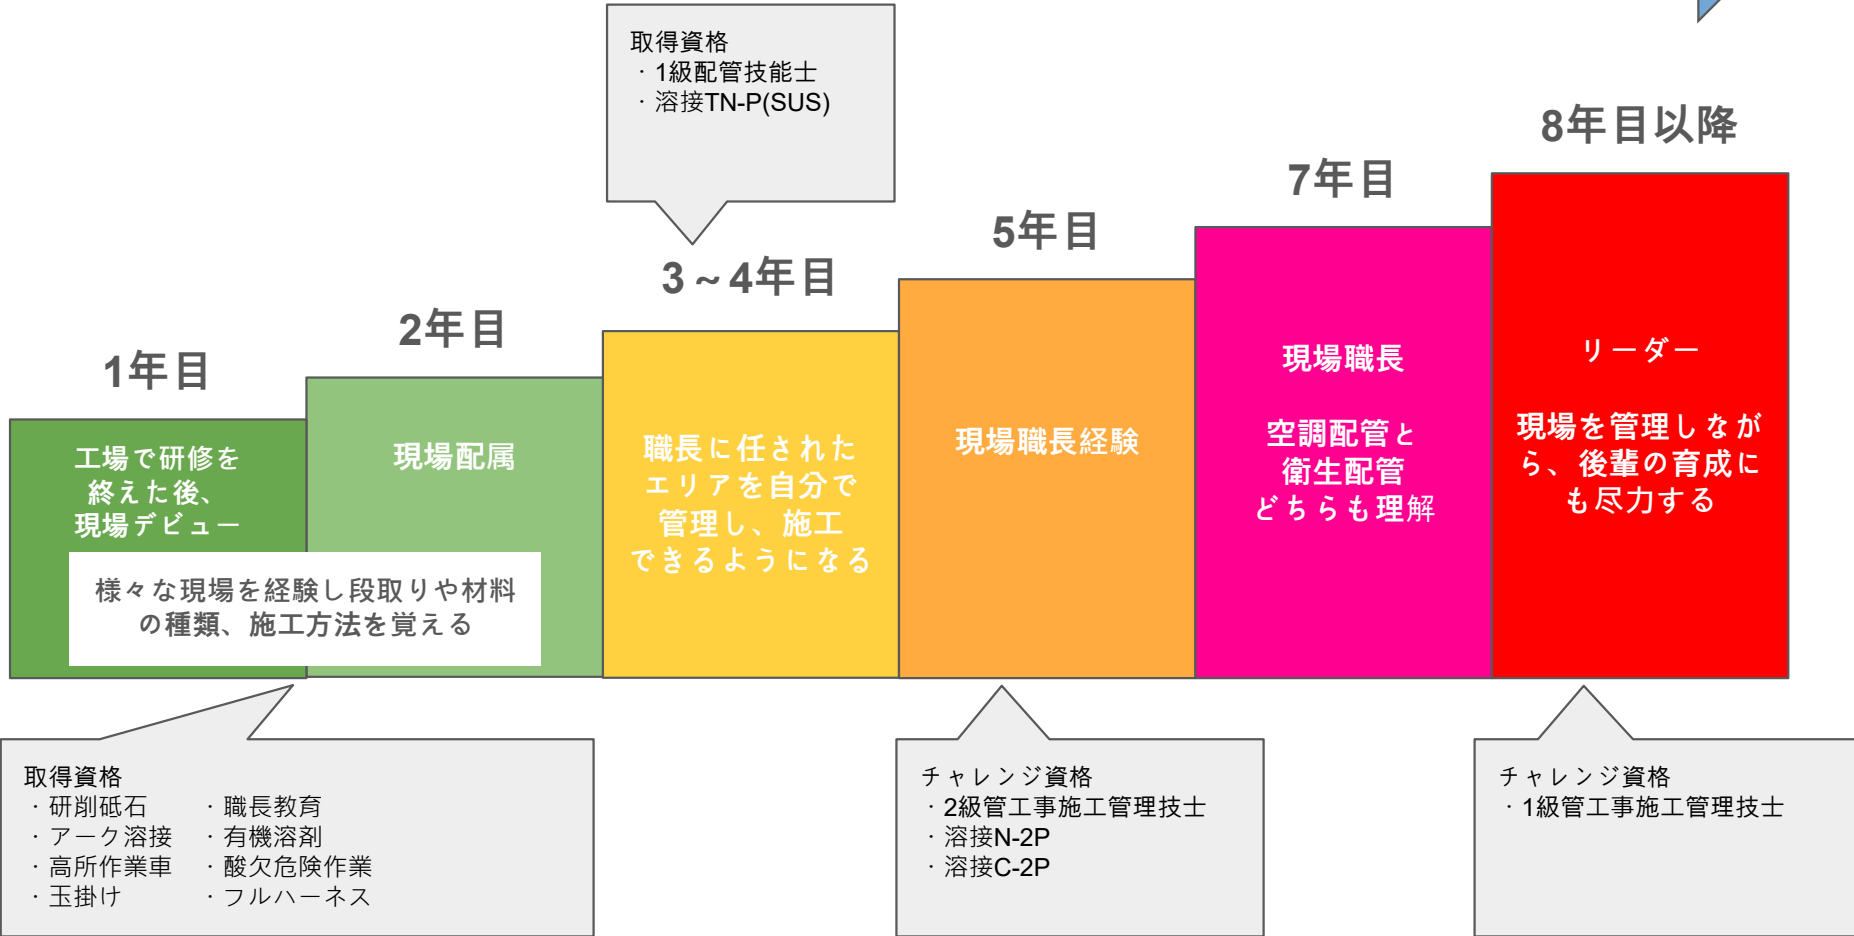 取得資格
・1級配管技能士
・溶接TN-P(SUS)
1年目
2年目
3~4年目
5年目
7年目
8年目以降
工場で研修を
終えた後、
現場デビュー
現場配属
様々な現場を経験し段取りや材料
の種類、施工方法を覚える
職長に任された
エリアを自分で
管理し、施工
できるようになる
現場職長経験
現場職長
空調配管と
衛生配管
どちらも理解
リーダー
現場を管理しなが
ら、後輩の育成に
も尽力する
取得資格
・研削砥石 ・職長教育
・アーク溶接 ・有機溶剤
・高所作業車 ・酸欠危険作業
・玉掛け ・フルハーネス
チャレンジ資格
・2級管工事施工管理技士
・溶接N-2P
・溶接C-2P
チャレンジ資格
・1級管工事施工管理技士